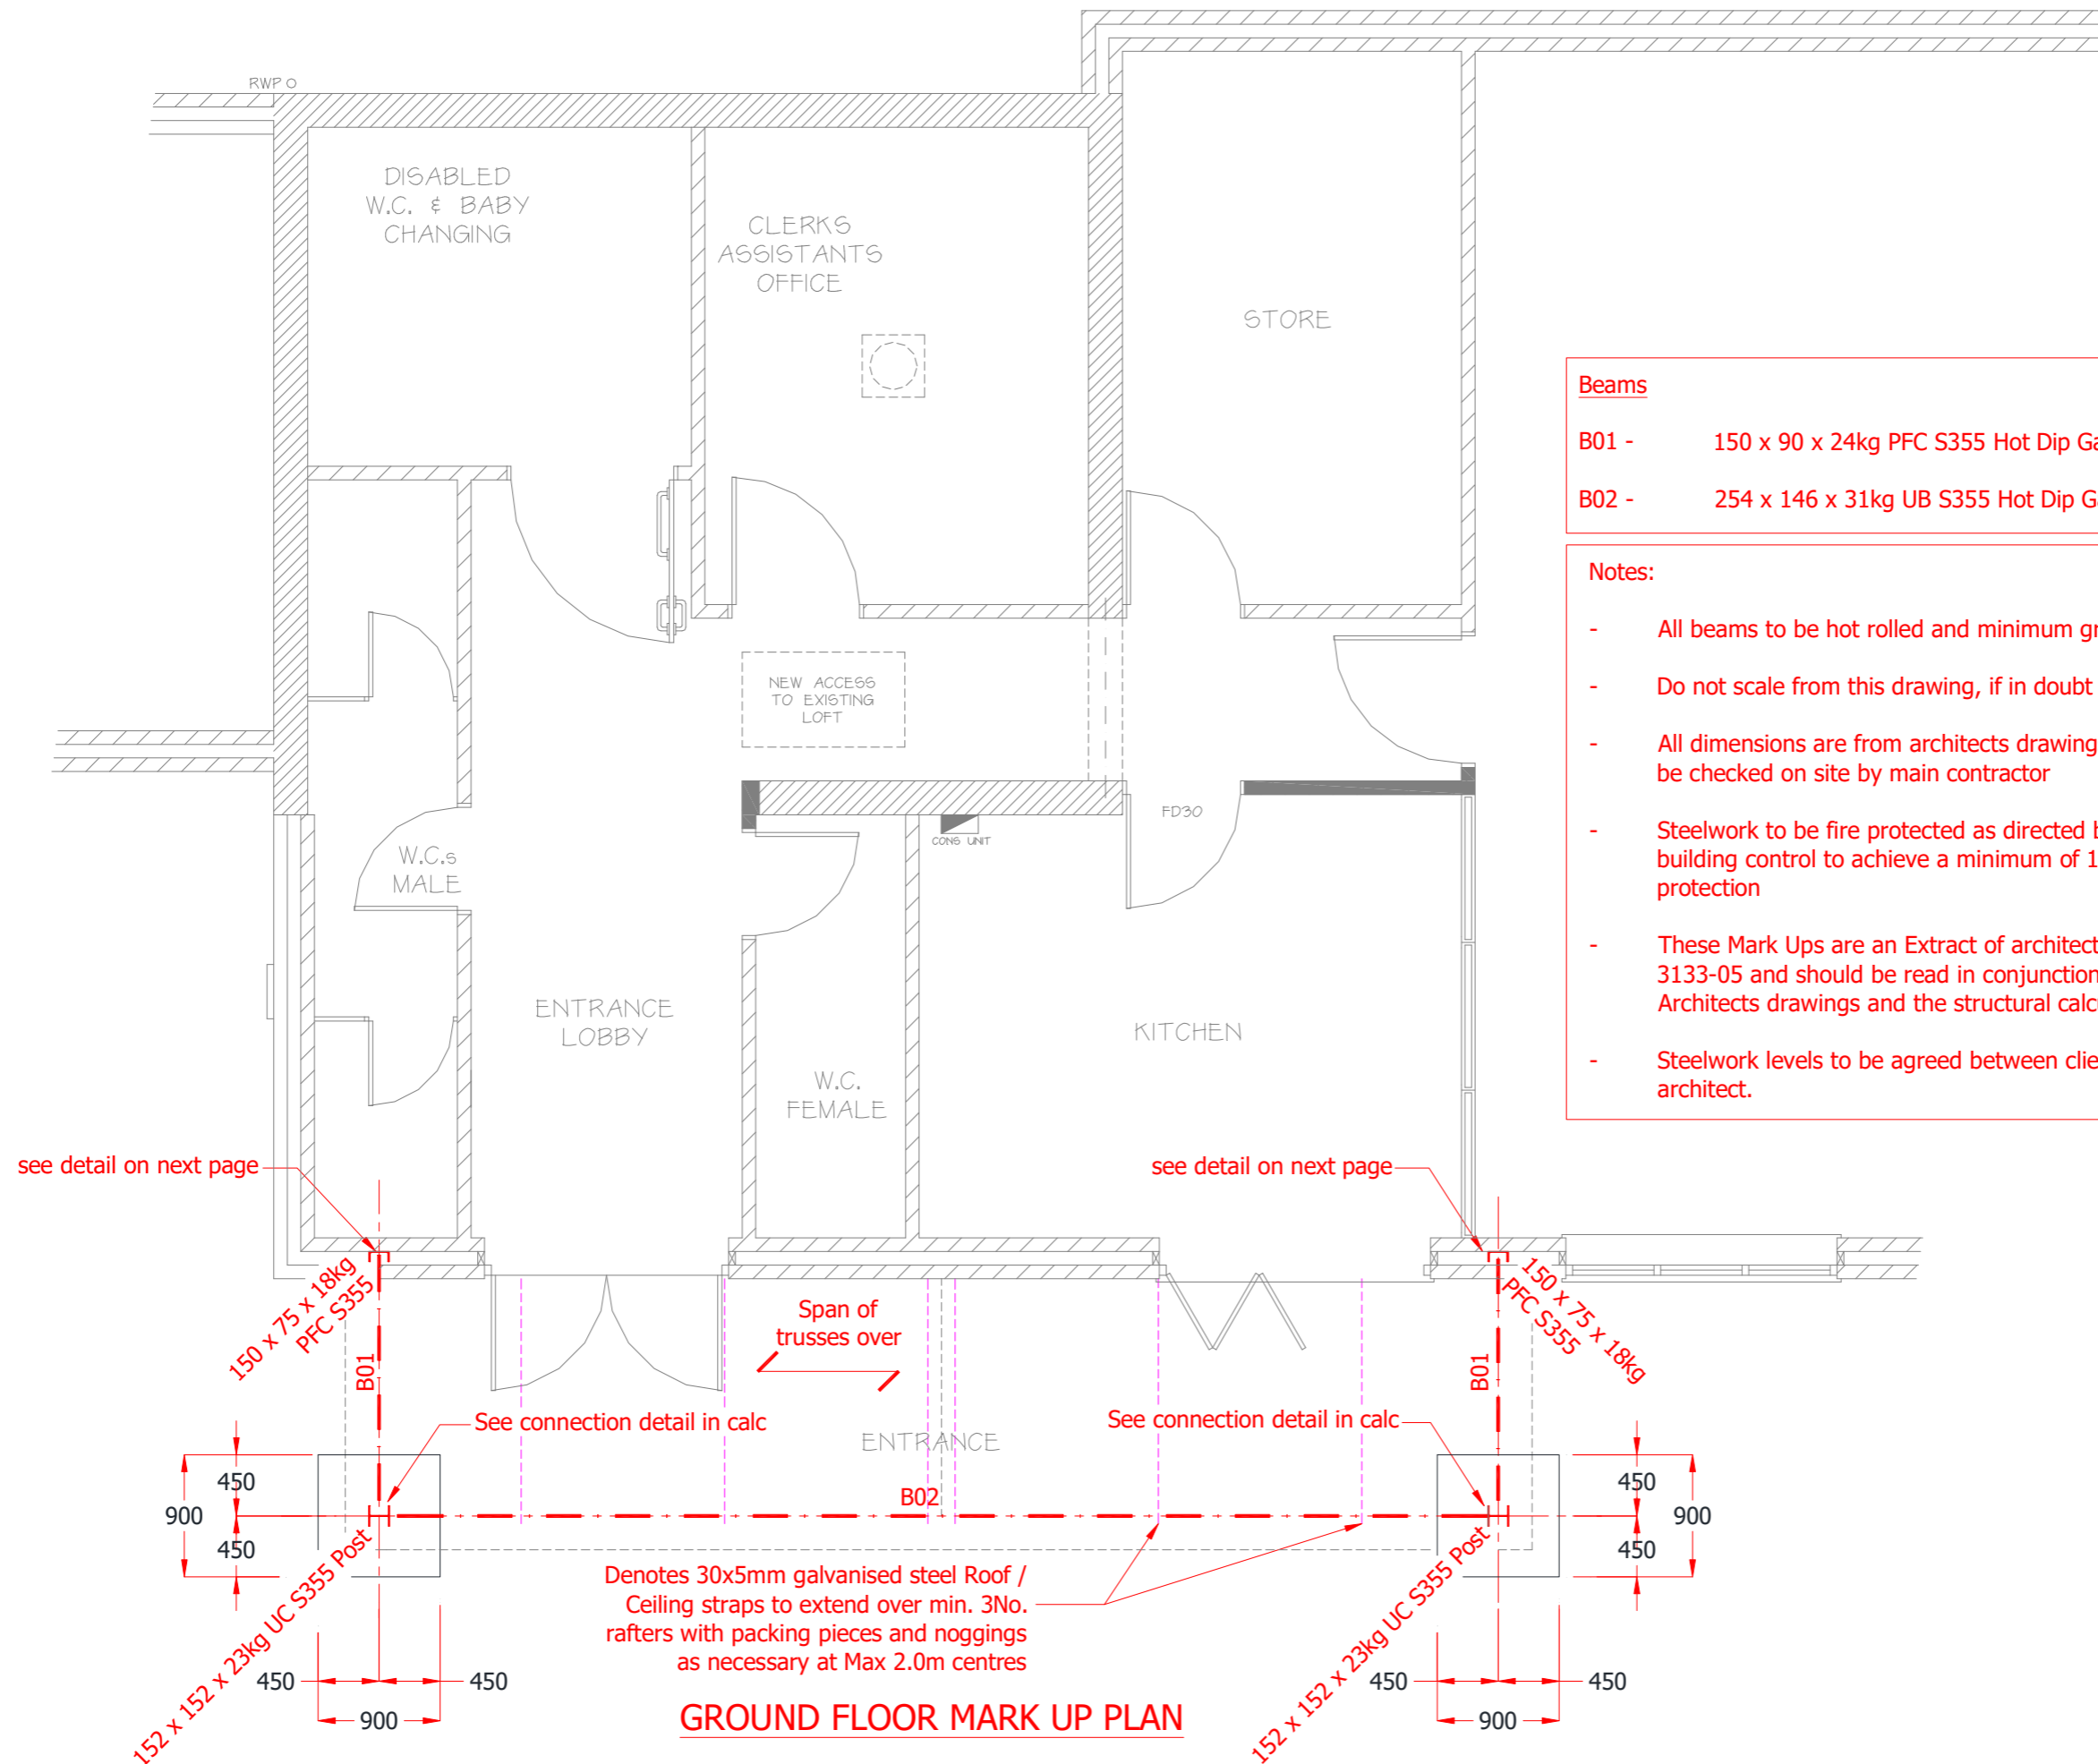 RWP
DISABLED
W.C. & BABY
CHANGING
CLERKS
ASSISTANTS
OFFICE
STORE
Beams
B01 - 150 x 90 x 24kg PFC S355 Hot Dip Ga
B02 - 254 x 146 x 31kg UB S355 Hot Dip Ga
Notes:
- All beams to be hot rolled and minimum gr
- Do not scale from this drawing, if in doubt
- All dimensions are from architects drawing
be checked on site by main contractor
- Steelwork to be fire protected as directed b
building control to achieve a minimum of 1
protection
- These Mark Ups are an Extract of architect
3133-05 and should be read in conjunction
Architects drawings and the structural calc
- Steelwork levels to be agreed between clie
architect.
NEW ACCESS
TO EXISTING
LOFT
FD30
CONS UNIT
W.C.s
MALE
ENTRANCE
LOBBY
W.C.
FEMALE
KITCHEN
see detail on next page
see detail on next page
150 x 75 x 18kg
PFC S355
150 x 75 x 18kg
PFC S355
B01
B01
Span of
trusses over
See connection detail in calc
See connection detail in calc
ENTRANCE
B02
450
900
450
450
900
450
152 x 152 x 23kg UC S355 Post
152 x 152 x 23kg UC S355 Post
Denotes 30x5mm galvanised steel Roof /
Ceiling straps to extend over min. 3No.
rafters with packing pieces and noggings
as necessary at Max 2.0m centres
450
450
900
450
450
900
GROUND FLOOR MARK UP PLAN